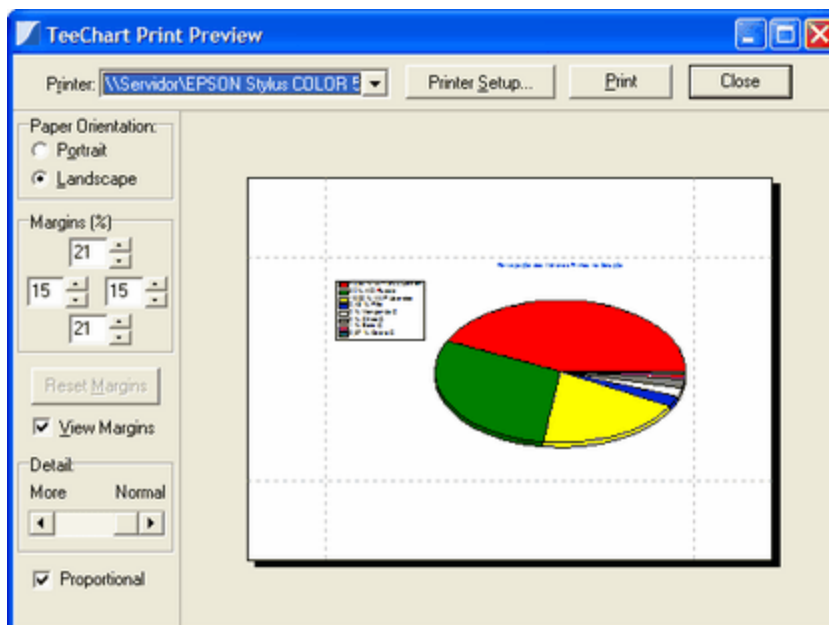 TeeChart Print Preview
Printer: \\Servidor\EPSON Stylus COLOR 5 Printer Setup... Print Close
Paper Orientation:
Portrait
Landscape
Margins (%)
21
15 15
21
Reset Margins
View Margins
Detail:
More Normal
Proportional